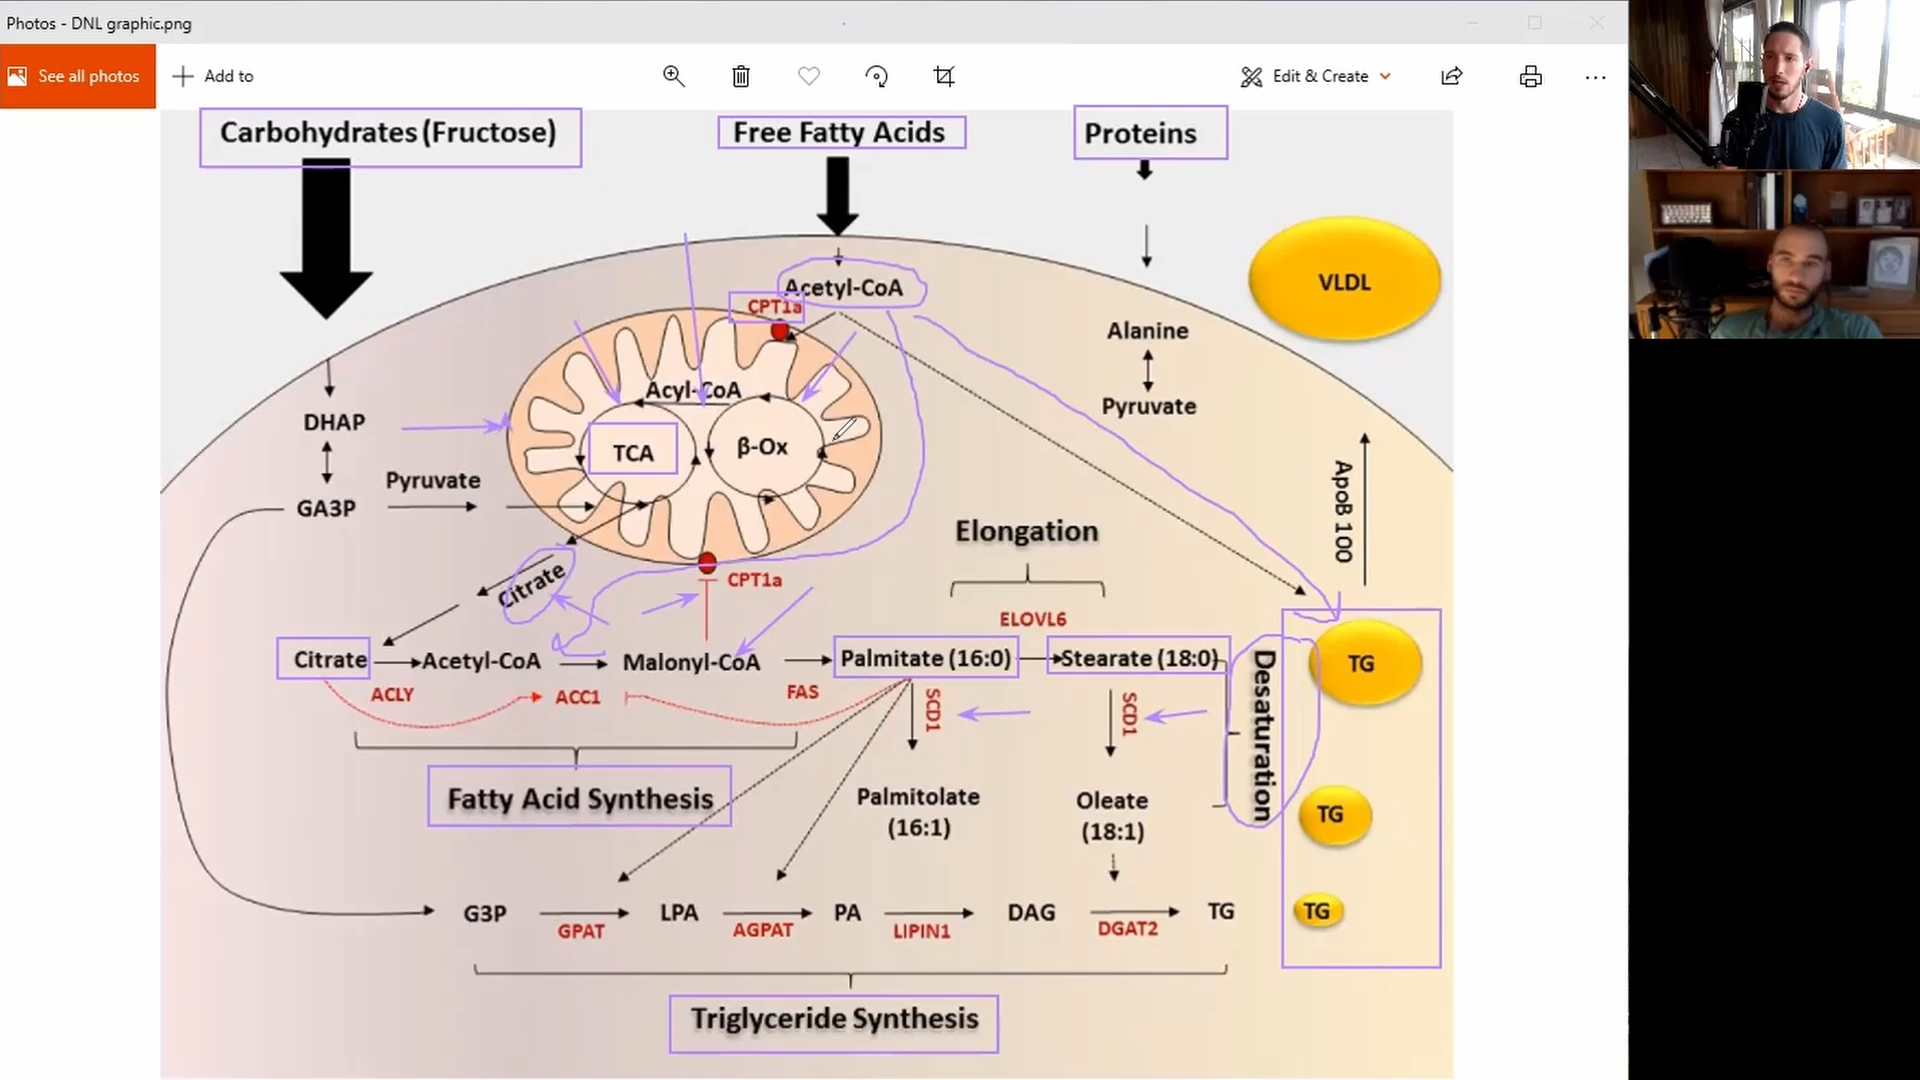 Photos - DNL graphic.png
See all photos
Add to
Edit & Create
Carbohydrates (Fructose)
Free Fatty Acids
Proteins
Acetyl-CoA
CPT1a
VLDL
Alanine
Acyl-CoA
DHAP
Pyruvate
TCA
β-Ox
Pyruvate
GA3P
ApoB 100
Elongation
Citrate
CPT1a
ELOVL6
Citrate
Acetyl-CoA
Malonyl-CoA
Palmitate (16:0)
Stearate (18:0)
Desaturation
TG
ACLY
ACC1
FAS
SCD1
SCD1
Fatty Acid Synthesis
Palmitolate
(16:1)
Oleate
(18:1)
TG
G3P
LPA
PA
DAG
TG
TG
GPAT
AGPAT
LIPIN1
DGAT2
Triglyceride Synthesis